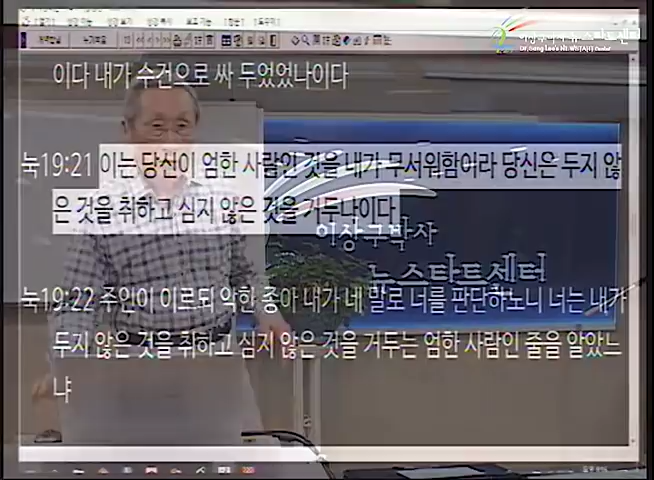 이다 내가 수건으로 싸 두었었나이다
눅19:21 이는 당신이 엄한 사람인 것을 내가 무서워함이라 당신은 두지 않
은 것을 취하고 심지 않은 것을 거두나이다
이상구박사
뉴스타트센터
눅19:22 주인이 이르되 악한 종아 내가 네 말로 너를 판단하노니 너는 내가
두지 않은 것을 취하고 심지 않은 것을 거두는 엄한 사람인 줄을 알았느
냐